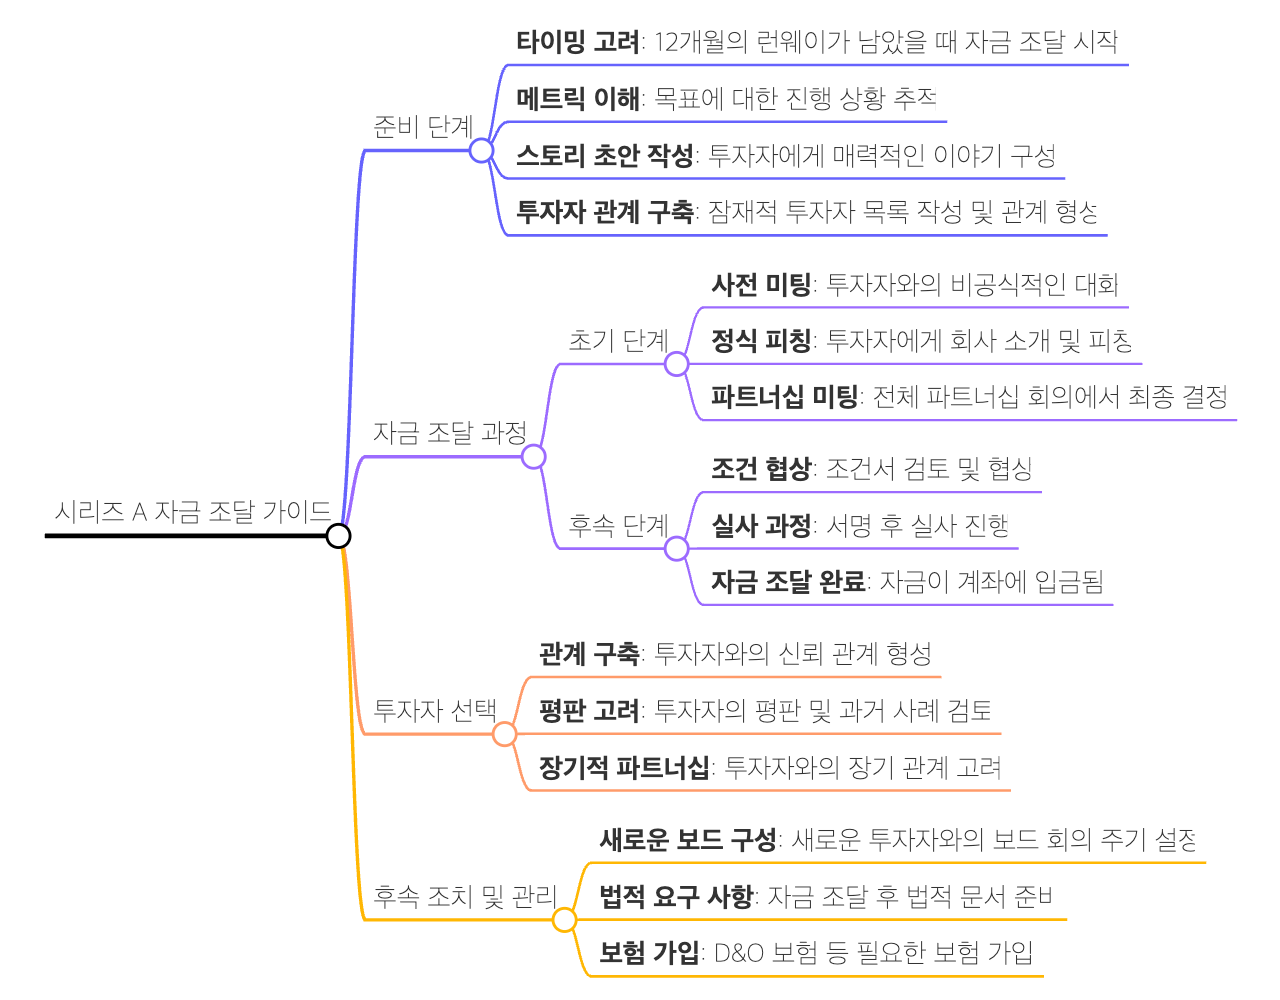 시리즈 A 자금 조달 가이드
준비 단계
타이밍 고려: 12개월의 런웨이가 남았을 때 자금 조달 시작
메트릭 이해: 목표에 대한 진행 상황 추적
스토리 초안 작성: 투자자에게 매력적인 이야기 구성
투자자 관계 구축: 잠재적 투자자 목록 작성 및 관계 형성
자금 조달 과정
초기 단계
사전 미팅: 투자자와의 비공식적인 대화
정식 피칭: 투자자에게 회사 소개 및 피칭
파트너십 미팅: 전체 파트너십 회의에서 최종 결정
후속 단계
조건 협상: 조건서 검토 및 협상
실사 과정: 서명 후 실사 진행
자금 조달 완료: 자금이 계좌에 입금됨
투자자 선택
관계 구축: 투자자와의 신뢰 관계 형성
평판 고려: 투자자의 평판 및 과거 사례 검토
장기적 파트너십: 투자자와의 장기 관계 고려
후속 조치 및 관리
새로운 보드 구성: 새로운 투자자와의 보드 회의 주기 설정
법적 요구 사항: 자금 조달 후 법적 문서 준비
보험 가입: D&O 보험 등 필요한 보험 가입